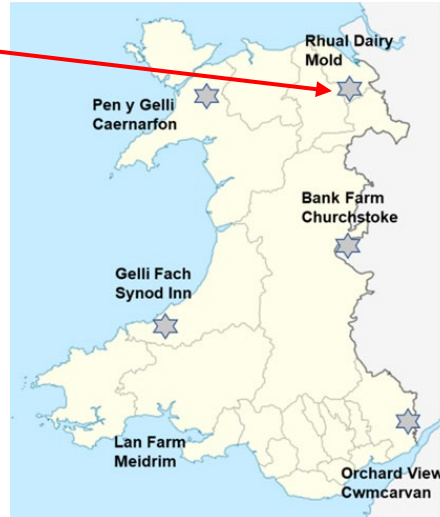 Rhual Dairy
Mold
Pen y Gelli
Caernarfon
Bank Farm
Churchstoke
Gelli Fach
Synod Inn
Lan Farm
Meidrim
Orchard View
Cwmcarvan